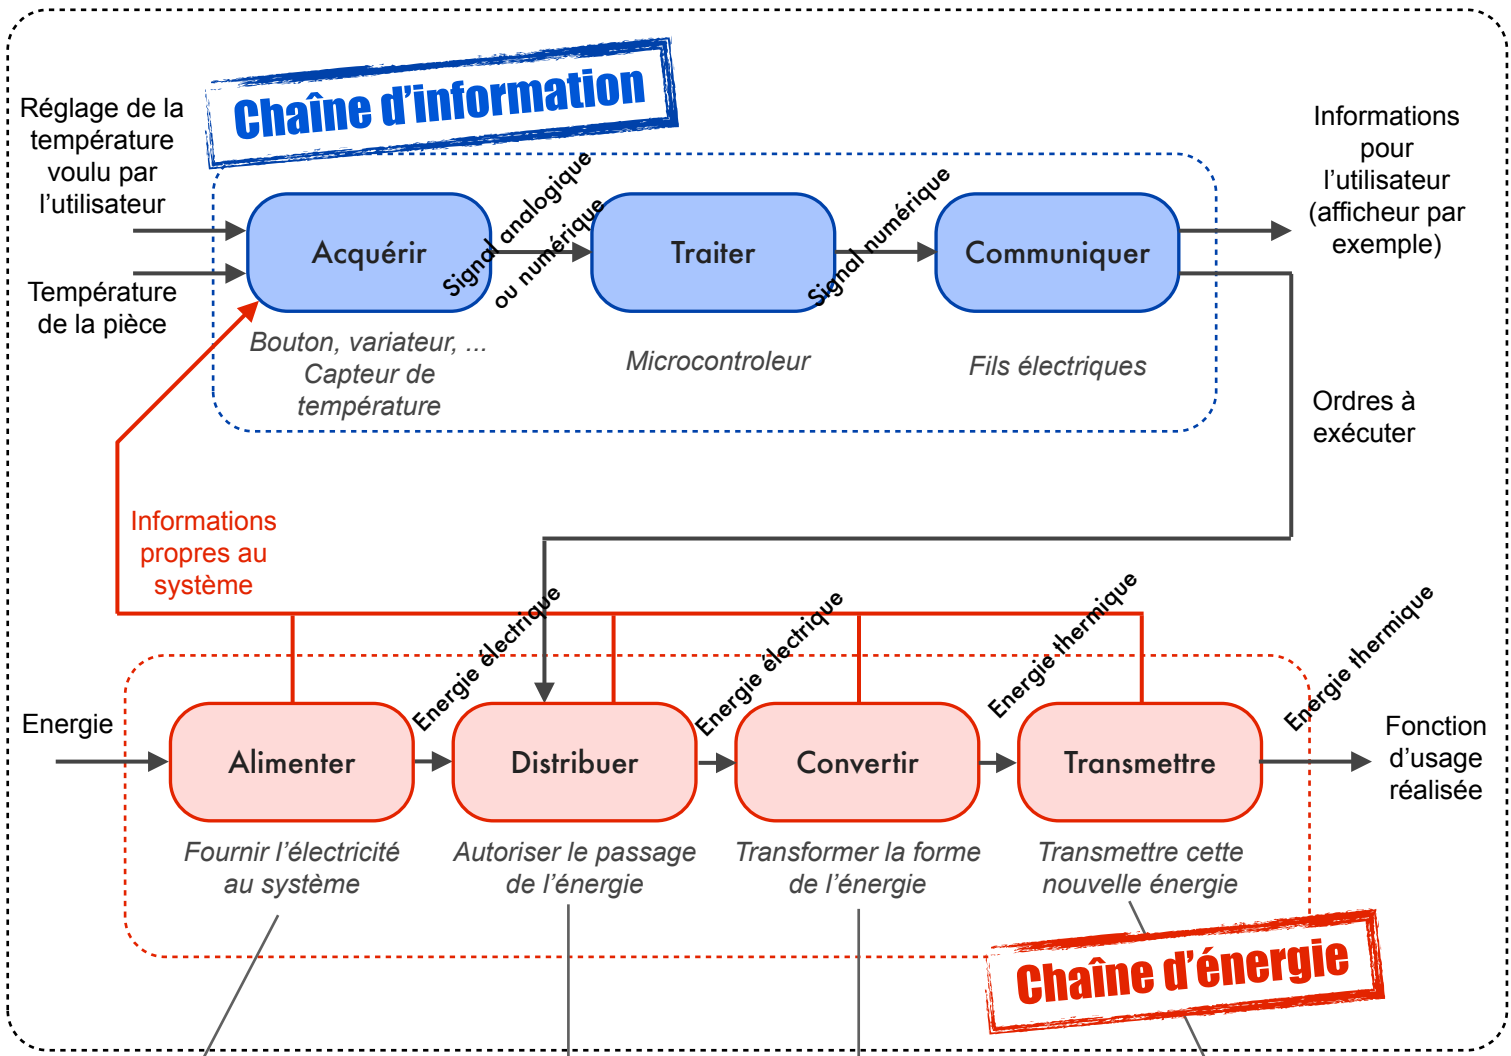 Chaîne d'information
Réglage de la
température
voulu par
l'utilisateur
Température
de la pièce
Acquérir
Signal analogique
ou numérique
Traiter
Signal numérique
Communiquer
Informations
pour
l'utilisateur
(afficheur par
exemple)
Bouton, variateur, ...
Capteur de
température
Microcontroleur
Fils électriques
Ordres à
exécuter
Informations
propres au
système
Energie
Alimenter
Energie électrique
Distribuer
Energie électrique
Convertir
Energie thermique
Transmettre
Energie thermique
Fonction
d'usage
réalisée
Fournir l'électricité
au système
Autoriser le passage
de l'énergie
Transformer la forme
de l'énergie
Transmettre cette
nouvelle énergie
Chaîne d'énergie